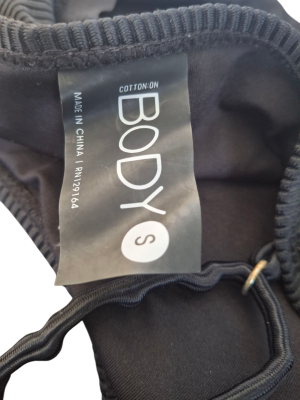 COTTON:ON
BODY
S
MADE IN CHINA | RN129164